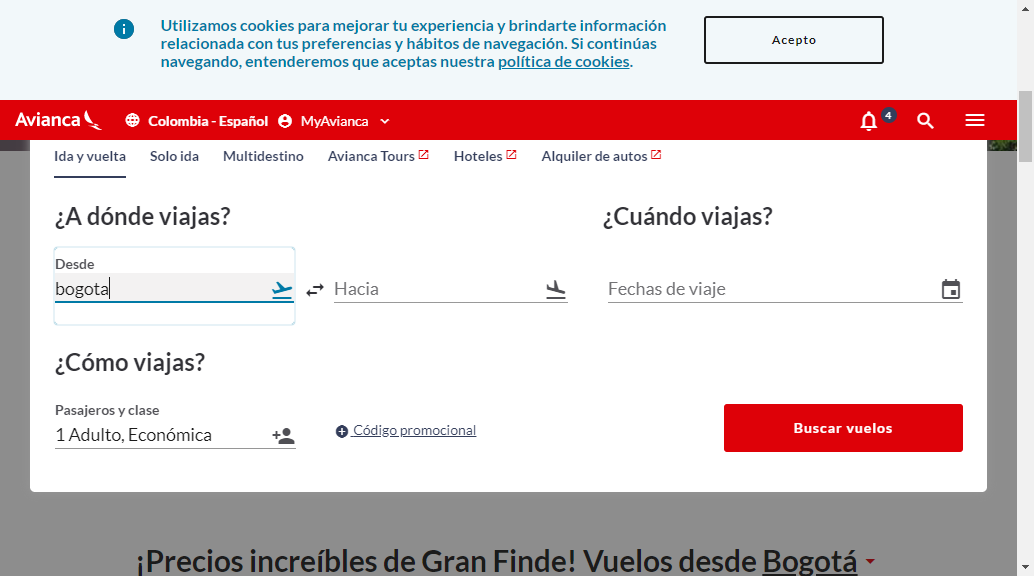 Utilizamos cookies para mejorar tu experiencia y brindarte información
relacionada con tus preferencias y hábitos de navegación. Si continúas
navegando, entenderemos que aceptas nuestra política de cookies.
Acepto
Avianca
Colombia - Español
MyAvianca
4
Ida y vuelta
Solo ida
Multidestino
Avianca Tours
Hoteles
Alquiler de autos
¿A dónde viajas?
¿Cuándo viajas?
Desde
bogota
Hacia
Fechas de viaje
¿Cómo viajas?
Pasajeros y clase
1 Adulto, Económica
Código promocional
Buscar vuelos
¡Precios increíbles de Gran Finde! Vuelos desde Bogotá